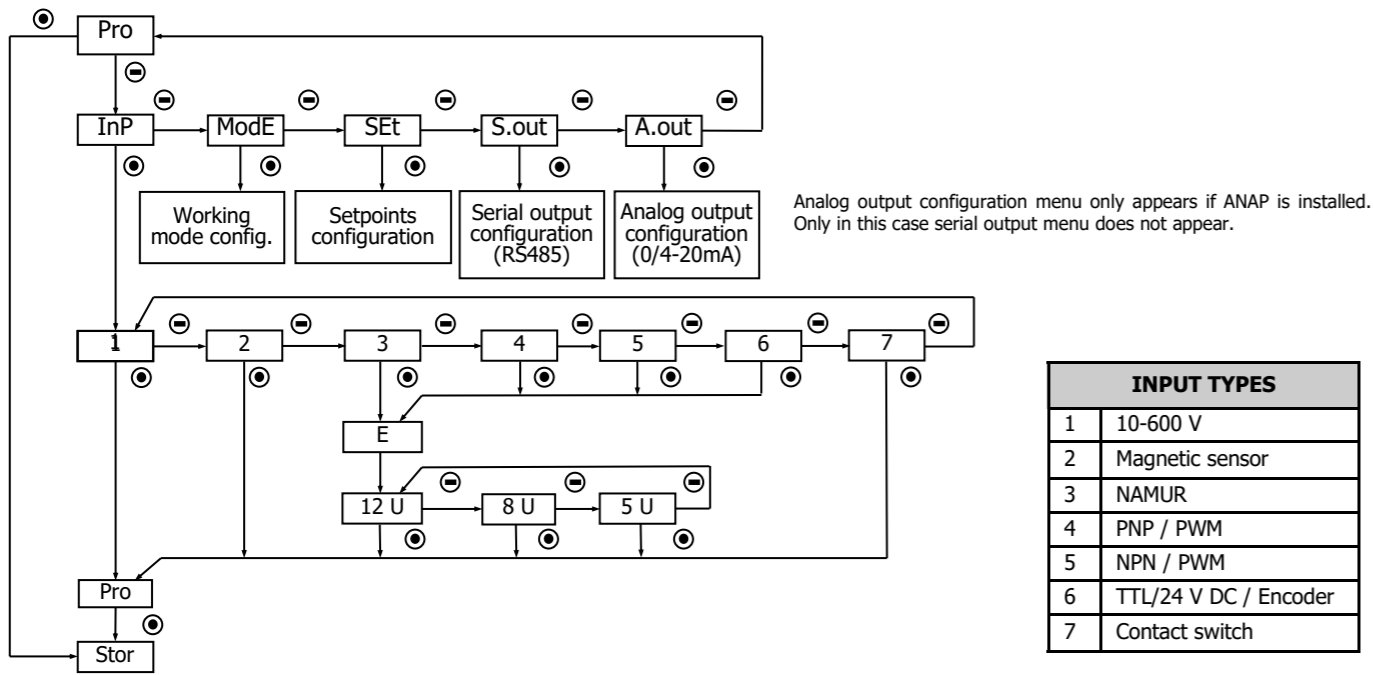 Pro
InP
ModE
SEt
S.out
A.out
Working
mode config.
Setpoints
configuration
Serial output
configuration
(RS485)
Analog output
configuration
(0/4-20mA)
Analog output configuration menu only appears if ANAP is installed.
Only in this case serial output menu does not appear.
1
2
3
4
5
6
7
E
12 U
8 U
5 U
Pro
Stor
INPUT TYPES
1 10-600 V
2 Magnetic sensor
3 NAMUR
4 PNP / PWM
5 NPN / PWM
6 TTL/24 V DC / Encoder
7 Contact switch